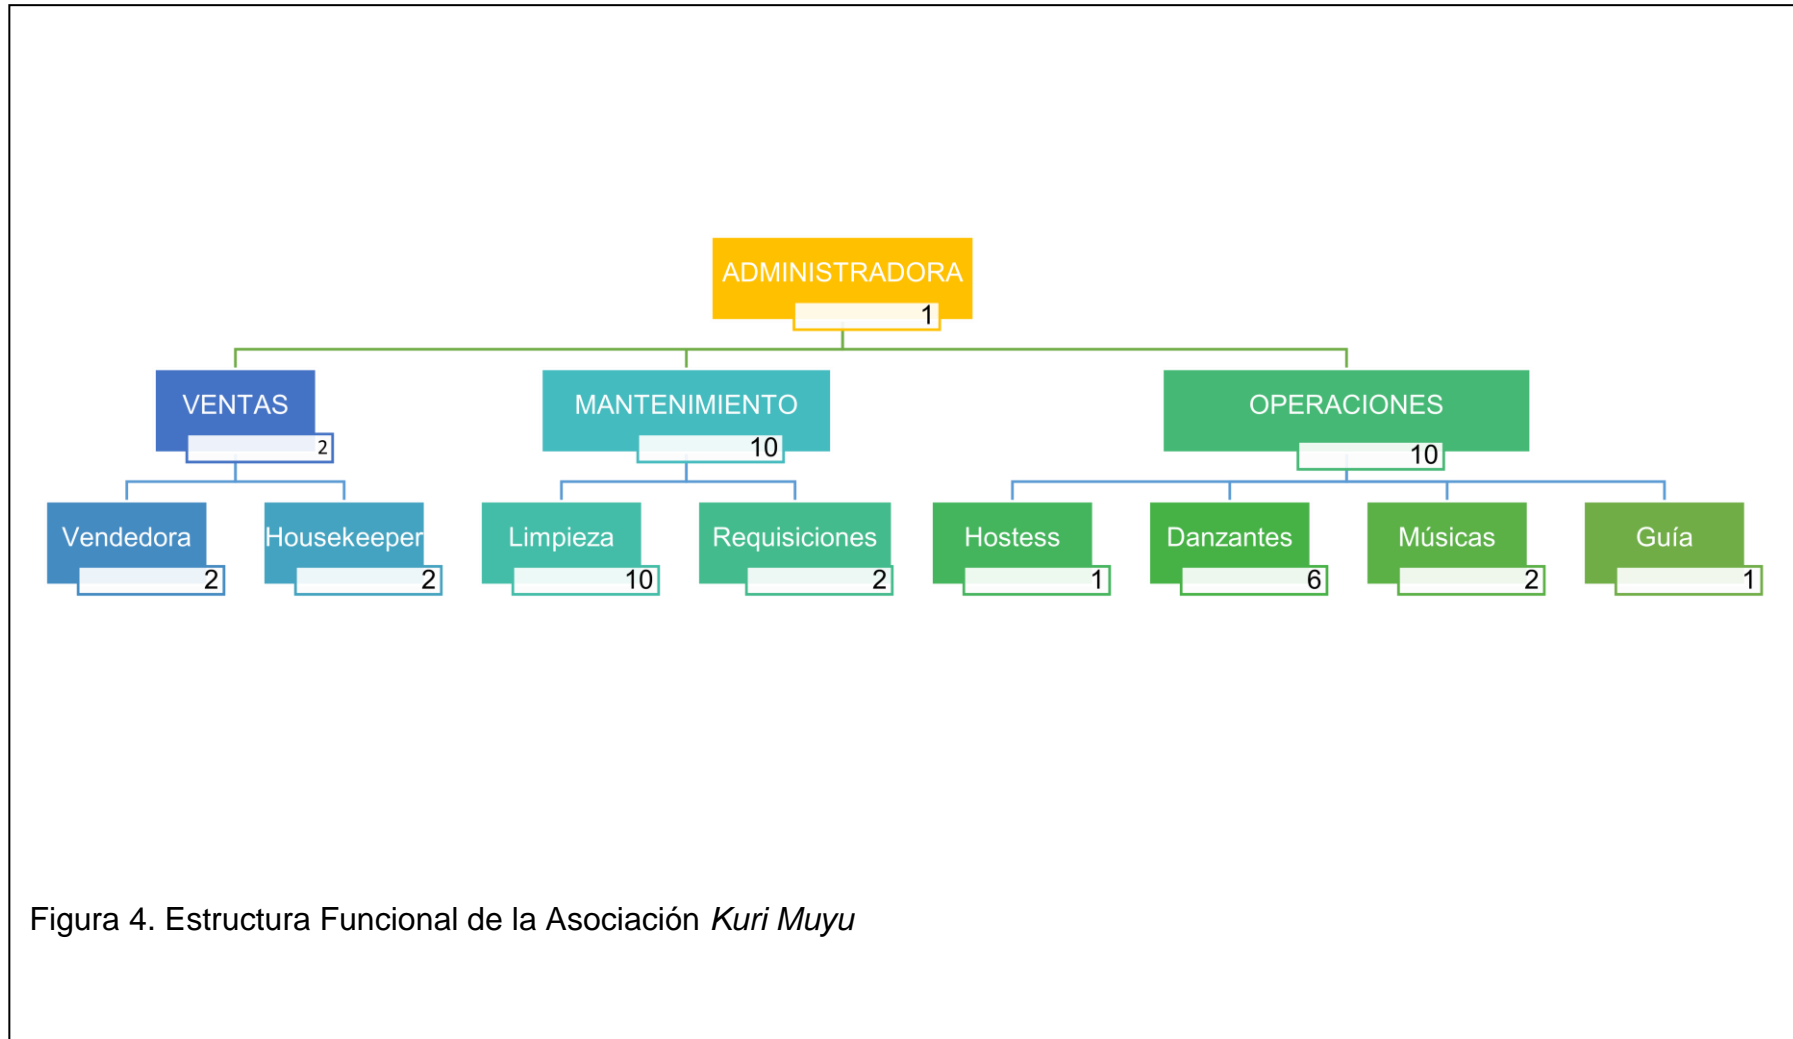 ADMINISTRADORA
1
VENTAS
2
MANTENIMIENTO
10
OPERACIONES
10
Vendedora
2
Housekeeper
2
Limpieza
10
Requisiciones
2
Hostess
1
Danzantes
6
Músicas
2
Guía
1
Figura 4. Estructura Funcional de la Asociación Kuri Muyu